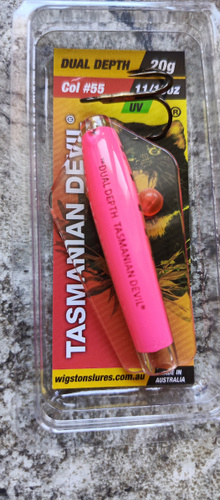 DUAL DEPTH
20g
Col #55
UV
TASMANIAN DEVIL®
"DUAL DEPTH TASMANIAN DEVIL"
wigstonslures.com.au
MADE IN
AUSTRALIA